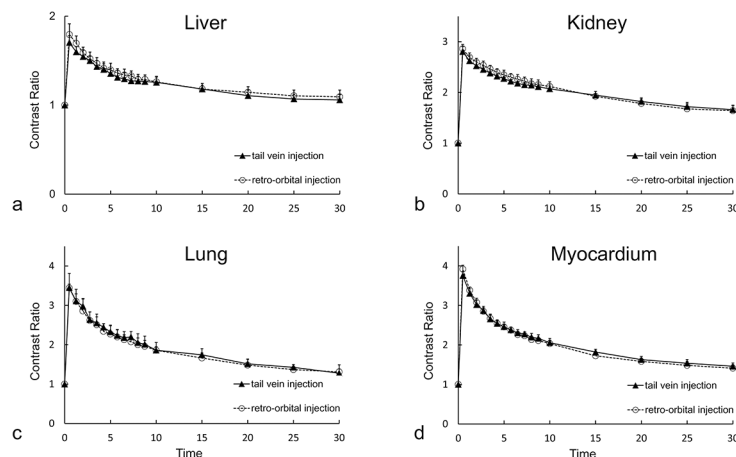 Liver
Contrast Ratio
2
1
0
tail vein injection
retro-orbital injection
0 5 10 15 20 25 30
a
Kidney
Contrast Ratio
3
2
1
0
tail vein injection
retro-orbital injection
0 5 10 15 20 25 30
b
Lung
Contrast Ratio
4
3
2
1
0
tail vein injection
retro-orbital injection
0 5 10 15 20 25 30
Time
c
Myocardium
Contrast Ratio
4
3
2
1
0
tail vein injection
retro-orbital injection
0 5 10 15 20 25 30
Time
d